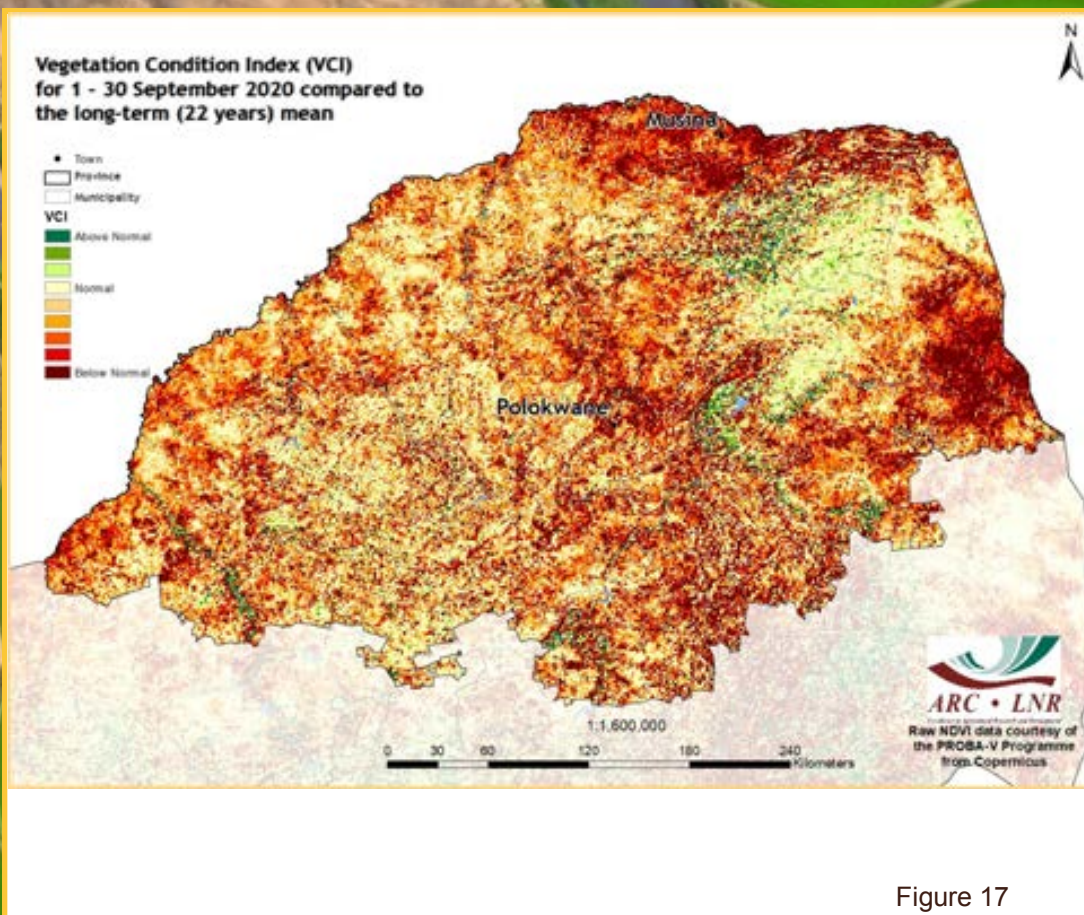 Vegetation Condition Index (VCI)
for 1 - 30 September 2020 compared to
the long-term (22 years) mean
N
Town
Province
Municipality
VCI
Above Normal
Normal
Below Normal
Musina
Polokwane
1:1,600,000
0 30 60 120 180 240
Kilometers
ARC • LNR
Raw NDVI data courtesy of
the PROBA-V Programme
from Copernicus
Figure 17